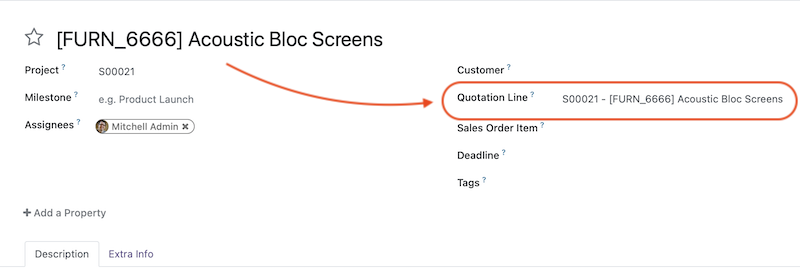 [FURN_6666] Acoustic Bloc Screens
Project ? S00021
Milestone ? e.g. Product Launch
Assignees ? Mitchell Admin ×
Customer ?
Quotation Line ? S00021 - [FURN_6666] Acoustic Bloc Screens
Sales Order Item ?
Deadline ?
Tags ?
+ Add a Property
Description Extra Info